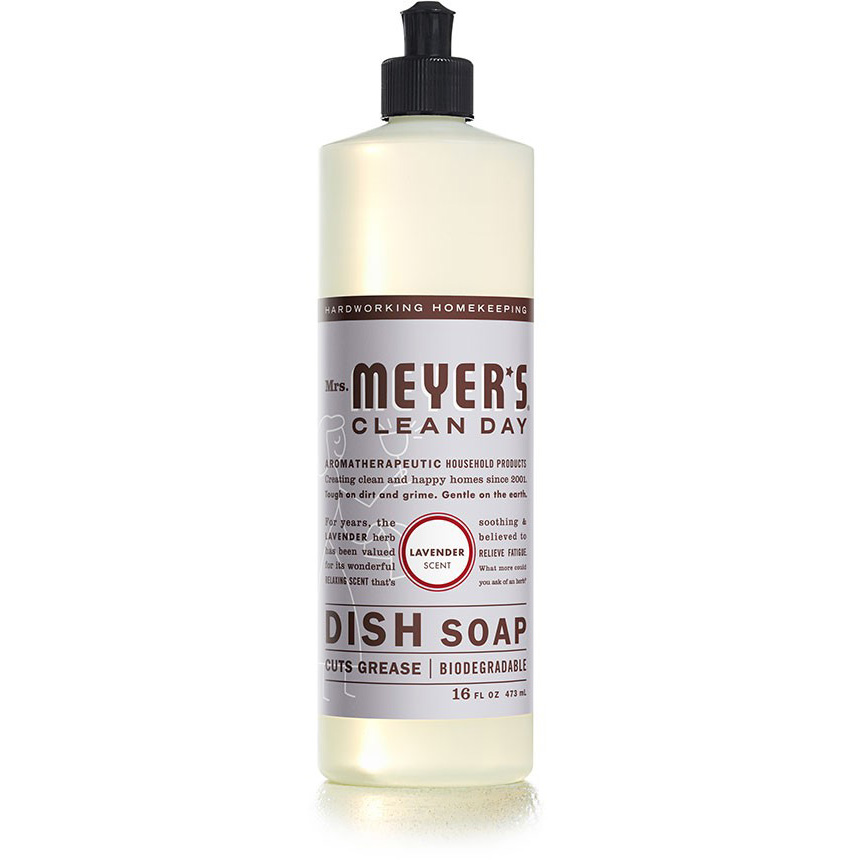 HARDWORKING HOMEKEEPING
Mrs. MEYER'S®
CLEAN DAY
AROMATHERAPEUTIC HOUSEHOLD PRODUCTS
Creating clean and happy homes since 2001.
Tough on dirt and grime. Gentle on the earth.
For years, the
LAVENDER herb
has been valued
for its wonderful
RELAXING SCENT that's
LAVENDER
SCENT
soothing &
believed to
RELIEVE FATIGUE.
What more could
you ask of an herb?
DISH SOAP
CUTS GREASE | BIODEGRADABLE
16 FL OZ 473 mL